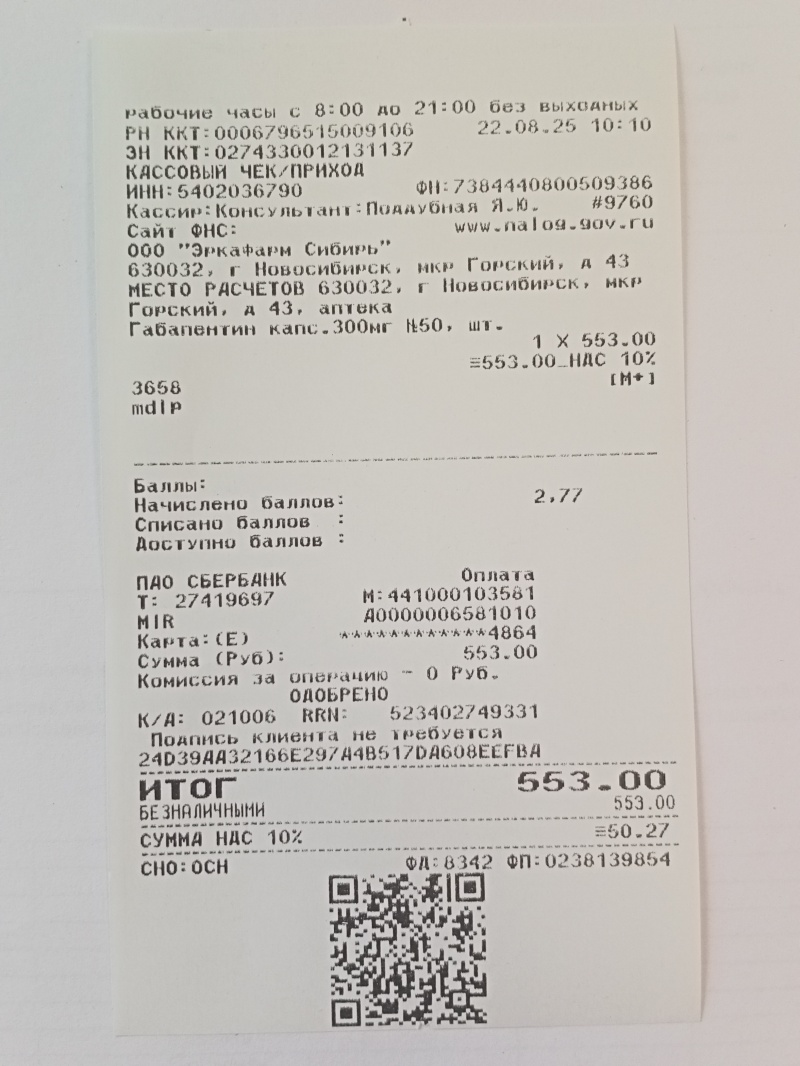 рабочие часы с 8:00 до 21:00 без выходных
РН ККТ:0006796515009106 22.08.25 10:10
ЗН ККТ:0274330012131137
КАССОВЫЙ ЧЕК/ПРИХОД
ИНН:5402036790 ФН:7384440800509386
Кассир:Консультант:Поддубная Я.Ю. #9760
Сайт ФНС: www.nalog.gov.ru
ООО "Эркафарм Сибирь"
630032, г Новосибирск, мкр Горский, д 43
МЕСТО РАСЧЕТОВ 630032, г Новосибирск, мкр
Горский, д 43, аптека
Габапентин капс.300мг №50, шт.
1 X 553.00
≡553.00_НДС 10%
[M+]
3658
mdlp
Баллы:
Начислено баллов: 2,77
Списано баллов :
Доступно баллов :
ПАО СБЕРБАНК Оплата
Т: 27419697 М:441000103581
MIR A0000006581010
Карта:(E) ************4864
Сумма (Руб): 553.00
Комиссия за операцию - 0 Руб.
ОДОБРЕНО
К/А: 021006 RRN: 523402749331
Подпись клиента не требуется
24D39AA32166E297A4B517DA608EEFBA
ИТОГ 553.00
БЕЗНАЛИЧНЫМИ 553.00
СУММА НДС 10% ≡50.27
СНО:ОСН ФД:8342 ФП:0238139854